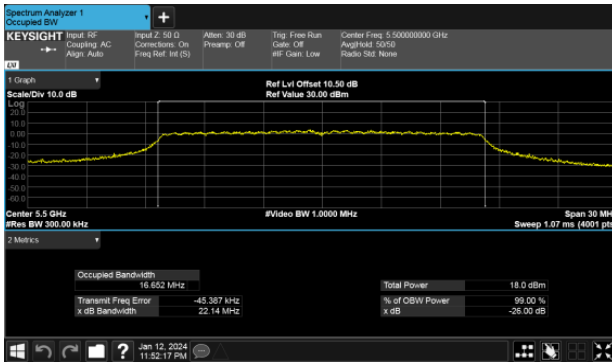 Spectrum Analyzer 1
Occupied BW
KEYSIGHT Input: RF Input Z: 50 Ω Atten: 30 dB Trig: Free Run Center Freq: 5.500000000 GHz
Coupling: AC Corrections: On Preamp: Off Gate: Off Avg|Hold: 50/50
Align: Auto Freq Ref: Int (S) #IF Gain: Low Radio Std: None
LXI
1 Graph Ref Lvl Offset 10.50 dB
Scale/Div 10.0 dB Ref Value 30.00 dBm
Log
20.0
10.0
0.00
-10.0
-20.0
-30.0
-40.0
-50.0
-60.0
Center 5.5 GHz #Video BW 1.0000 MHz Span 30 MH
#Res BW 300.00 kHz Sweep 1.07 ms (4001 pts
2 Metrics
Occupied Bandwidth
16.652 MHz Total Power 18.0 dBm
Transmit Freq Error -45.387 kHz % of OBW Power 99.00 %
x dB Bandwidth 22.14 MHz x dB -26.00 dB
Jan 12, 2024
11:52:17 PM